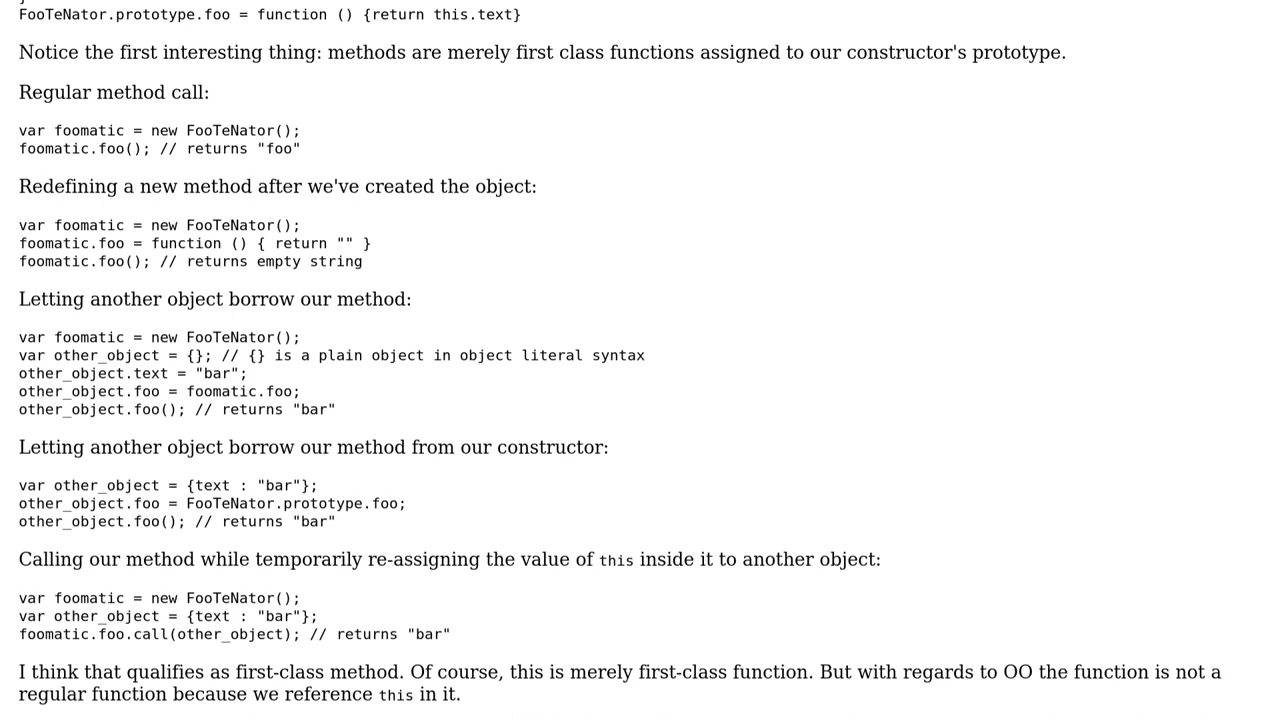 FooTeNator.prototype.foo = function () {return this.text}
Notice the first interesting thing: methods are merely first class functions assigned to our constructor's prototype.
Regular method call:
var foomatic = new FooTeNator();
foomatic.foo(); // returns "foo"
Redefining a new method after we've created the object:
var foomatic = new FooTeNator();
foomatic.foo = function () { return "" }
foomatic.foo(); // returns empty string
Letting another object borrow our method:
var foomatic = new FooTeNator();
var other_object = {}; // {} is a plain object in object literal syntax
other_object.text = "bar";
other_object.foo = foomatic.foo;
other_object.foo(); // returns "bar"
Letting another object borrow our method from our constructor:
var other_object = {text : "bar"};
other_object.foo = FooTeNator.prototype.foo;
other_object.foo(); // returns "bar"
Calling our method while temporarily re-assigning the value of this inside it to another object:
var foomatic = new FooTeNator();
var other_object = {text : "bar"};
foomatic.foo.call(other_object); // returns "bar"
I think that qualifies as first-class method. Of course, this is merely first-class function. But with regards to OO the function is not a
regular function because we reference this in it.